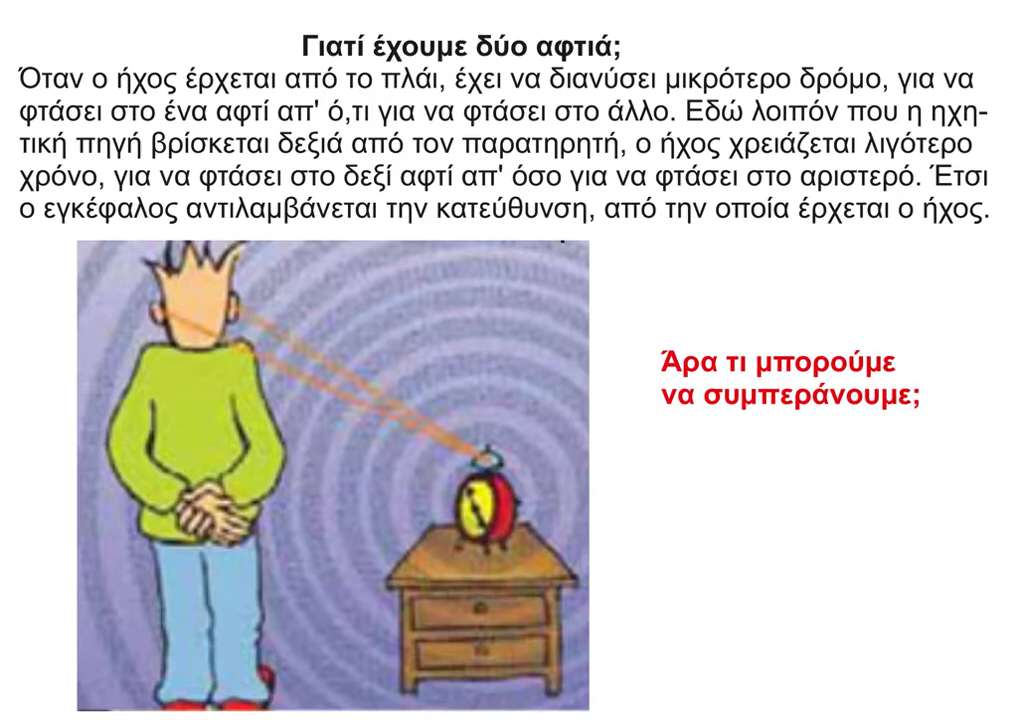 Γιατί έχουμε δύο αφτιά;
Όταν ο ήχος έρχεται από το πλάι, έχει να διανύσει μικρότερο δρόμο, για να
φτάσει στο ένα αφτί απ' ό,τι για να φτάσει στο άλλο. Εδώ λοιπόν που η ηχη-
τική πηγή βρίσκεται δεξιά από τον παρατηρητή, ο ήχος χρειάζεται λιγότερο
χρόνο, για να φτάσει στο δεξί αφτί απ' όσο για να φτάσει στο αριστερό. Έτσι
ο εγκέφαλος αντιλαμβάνεται την κατεύθυνση, από την οποία έρχεται ο ήχος.
Άρα τι μπορούμε
να συμπεράνουμε;